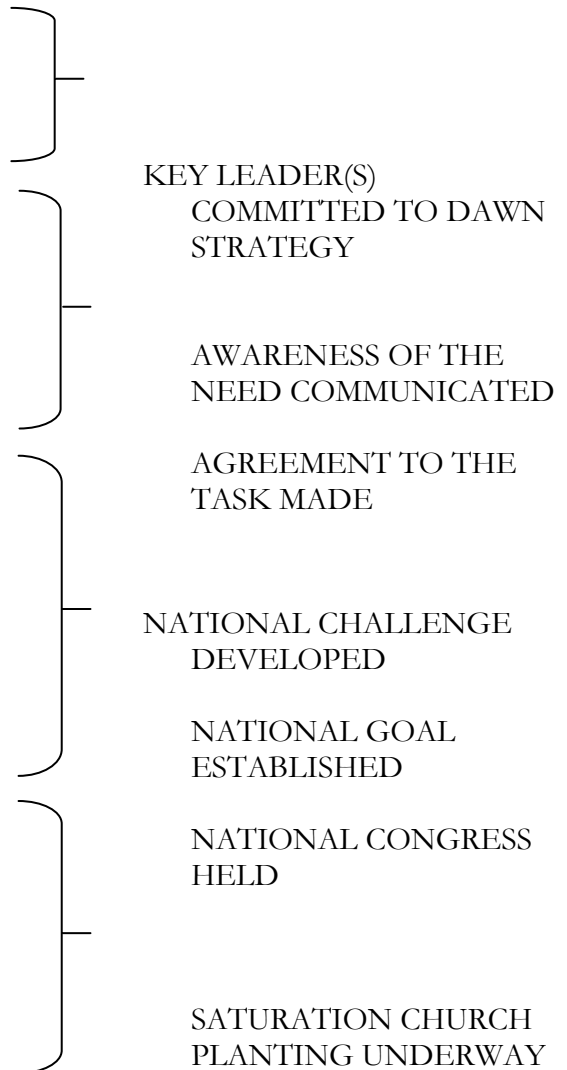 KEY LEADER(S)
COMMITTED TO DAWN
STRATEGY
AWARENESS OF THE
NEED COMMUNICATED
AGREEMENT TO THE
TASK MADE
NATIONAL CHALLENGE
DEVELOPED
NATIONAL GOAL
ESTABLISHED
NATIONAL CONGRESS
HELD
SATURATION CHURCH
PLANTING UNDERWAY